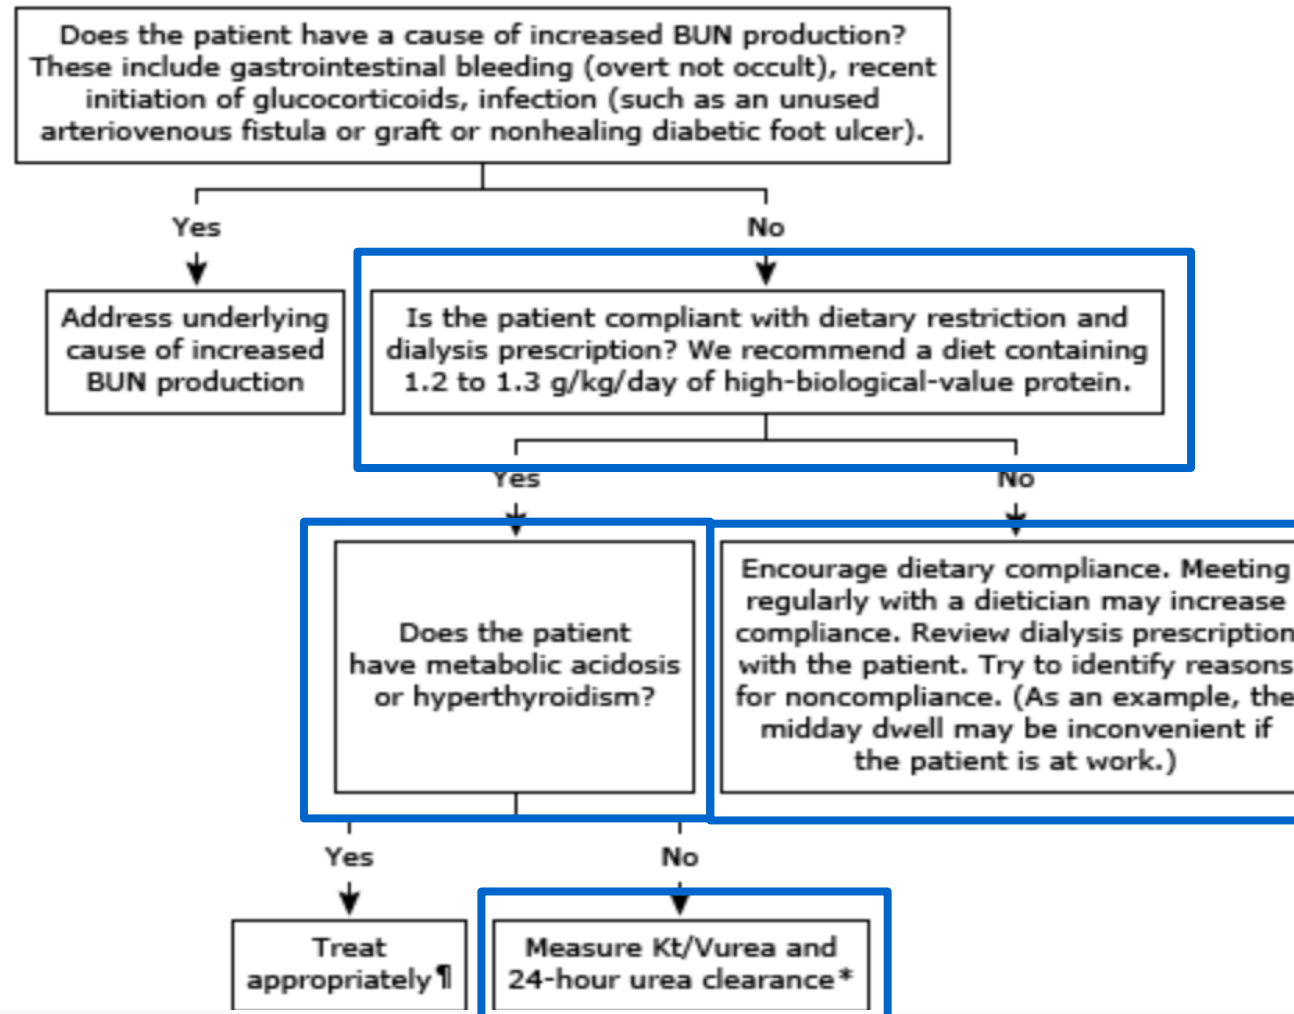 Does the patient have a cause of increased BUN production?
These include gastrointestinal bleeding (overt not occult), recent
initiation of glucocorticoids, infection (such as an unused
arteriovenous fistula or graft or nonhealing diabetic foot ulcer).
Yes
No
Address underlying
cause of increased
BUN production
Is the patient compliant with dietary restriction and
dialysis prescription? We recommend a diet containing
1.2 to 1.3 g/kg/day of high-biological-value protein.
Yes
No
Does the patient
have metabolic acidosis
or hyperthyroidism?
Encourage dietary compliance. Meeting
regularly with a dietician may increase
compliance. Review dialysis prescription
with the patient. Try to identify reasons
for noncompliance. (As an example, the
midday dwell may be inconvenient if
the patient is at work.)
Yes
No
Treat
appropriately¶
Measure Kt/Vurea and
24-hour urea clearance*